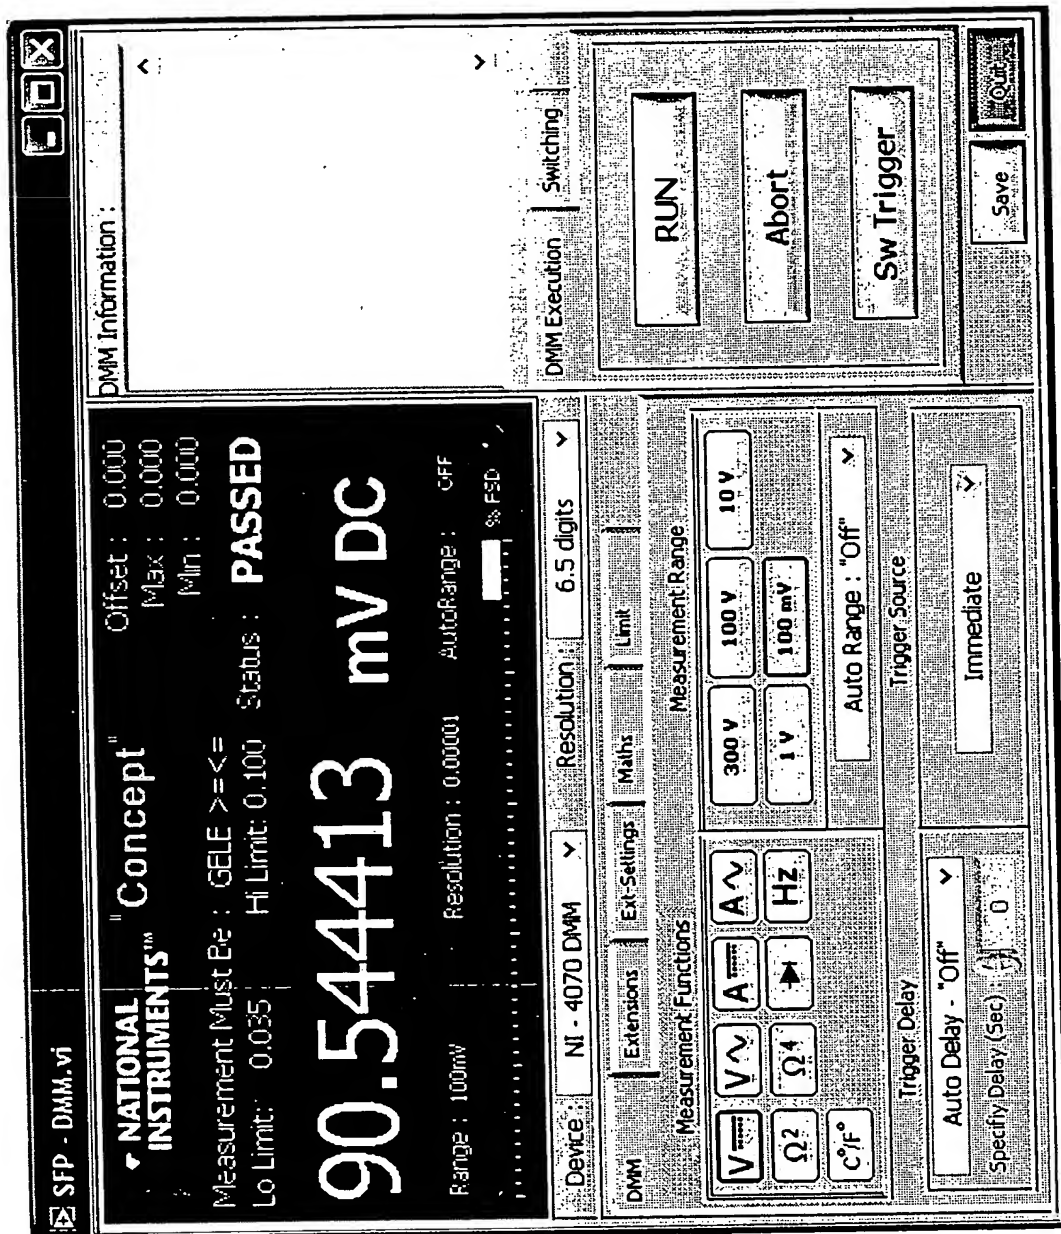 SFP - DMM.vi
NATIONAL INSTRUMENTS™
"Concept"
Offset : 0.000
Max : 0.000
Min : 0.000
Measurement Must Be : GELE >=<=
Lo Limit: 0.035 Hi Limit: 0.100 Status : PASSED
90.544413 mV DC
Range : 100mV Resolution : 0.00001 AutoRange : OFF
% FSD
DMM Information :
Device : NI - 4070 DMM Resolution : 6.5 digits
DMM Extensions Ext-Settings Maths Limit
Measurement Functions
V V A A
Ω2 Ω4 Hz
C°/F°
Measurement Range
300 V 100 V 10 V
1 V 100 mV
Auto Range : "Off"
Trigger Delay
Auto Delay - "Off"
Specify Delay (Sec) : 0
Trigger Source
Immediate
DMM Execution Switching
RUN
Abort
Sw Trigger
Save Quit